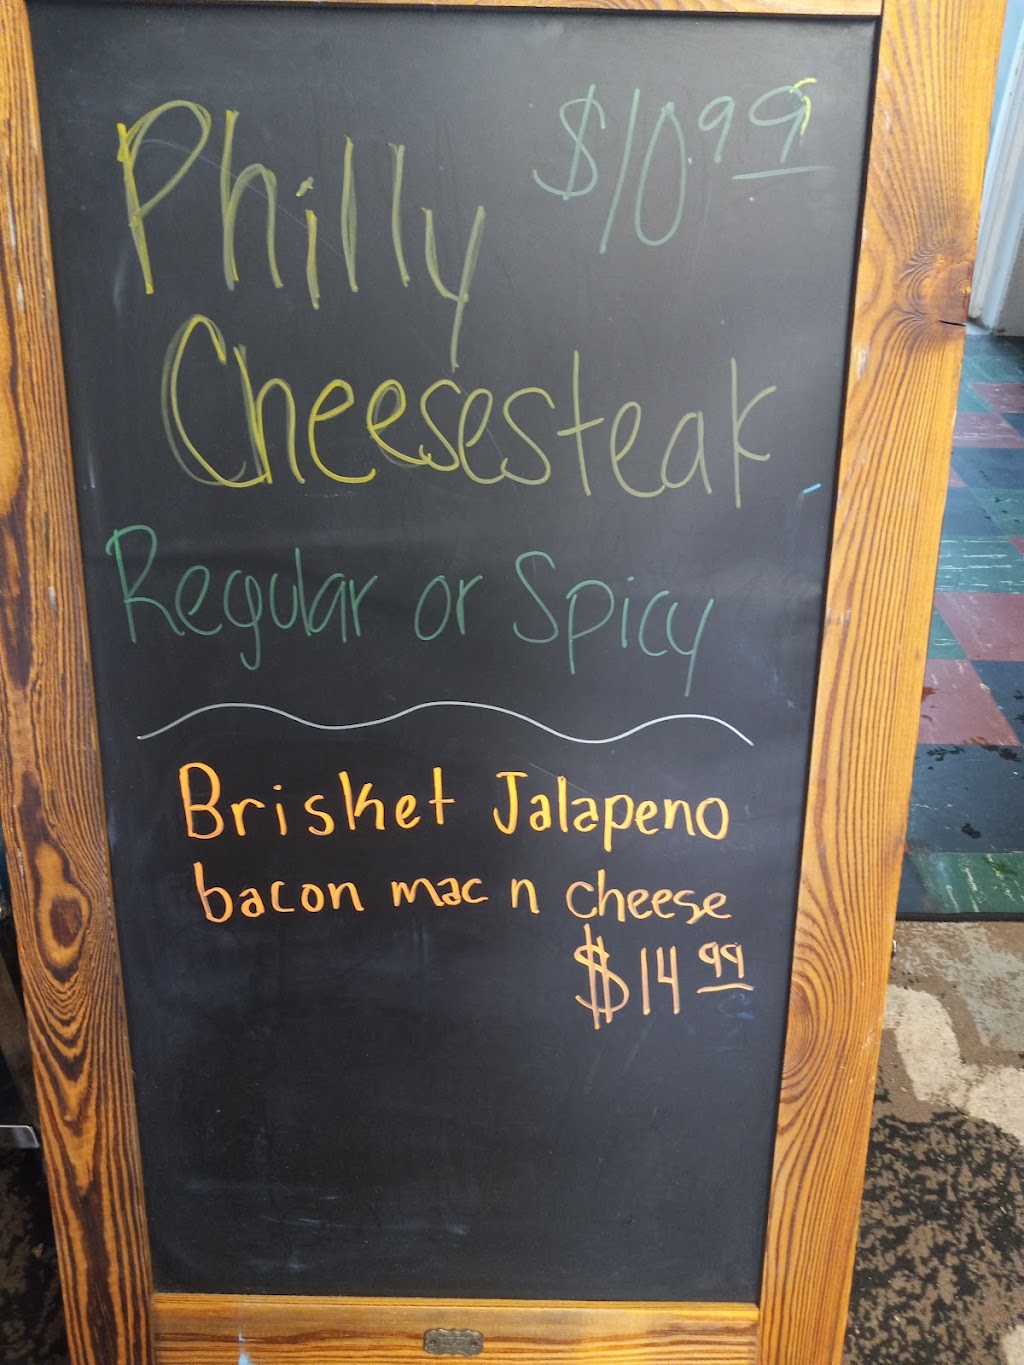 Philly $10.99
Cheesesteak
Regular or Spicy
Brisket Jalapeno
bacon mac n cheese
$14.99